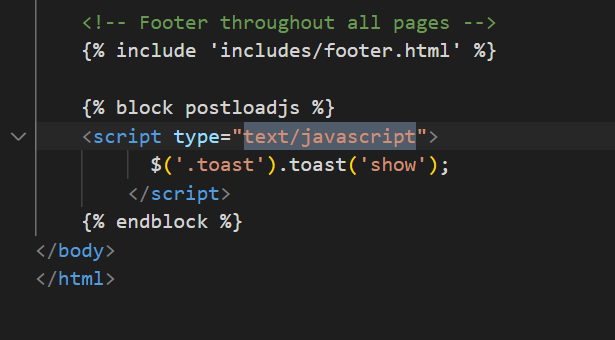 <!-- Footer throughout all pages -->
{% include 'includes/footer.html' %}
{% block postloadjs %}
<script type="text/javascript">
$('.toast').toast('show');
</script>
{% endblock %}
</body>
</html>